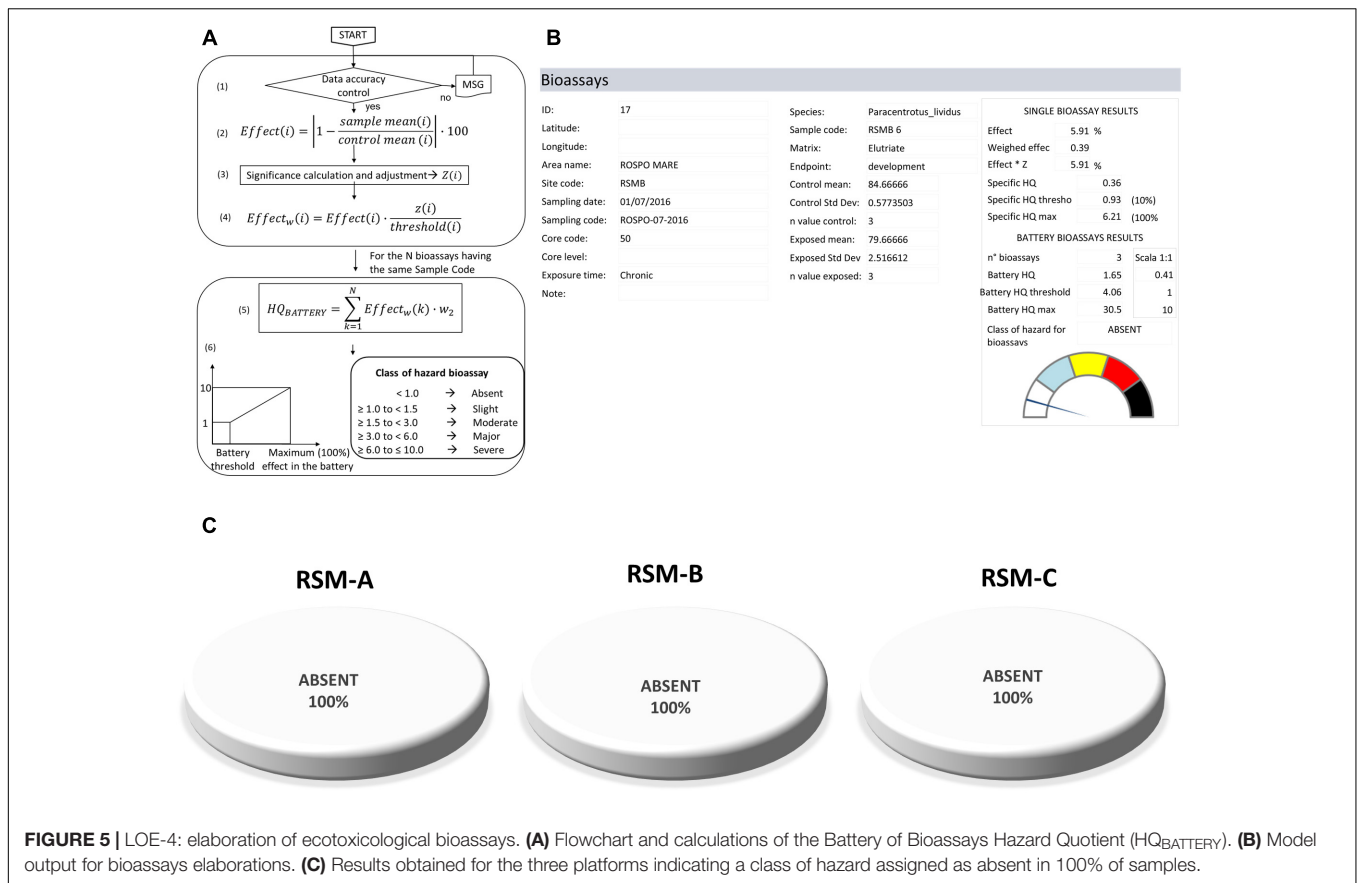 A
START
(1)
Data accuracy
control
MSG
no
yes
(2) Effect(i) = |1 − sample mean(i) / control mean (i)| · 100
(3) Significance calculation and adjustment→ Z(i)
(4) Effect_w(i) = Effect(i) · z(i) / threshold(i)
For the N bioassays having
the same Sample Code
(5) HQ_BATTERY = ∑_{k=1}^{N} Effect_w(k) · w_2
(6)
10
1
Battery
threshold
Maximum (100%)
effect in the battery
Class of hazard bioassay
< 1.0 → Absent
≥ 1.0 to < 1.5 → Slight
≥ 1.5 to < 3.0 → Moderate
≥ 3.0 to < 6.0 → Major
≥ 6.0 to ≤ 10.0 → Severe
B
Bioassays
ID: 17
Latitude:
Longitude:
Area name: ROSPO MARE
Site code: RSMB
Sampling date: 01/07/2016
Sampling code: ROSPO-07-2016
Core code: 50
Core level:
Exposure time: Chronic
Note:
Species: Paracentrotus_lividus
Sample code: RSMB 6
Matrix: Elutriate
Endpoint: development
Control mean: 84.66666
Control Std Dev: 0.5773503
n value control: 3
Exposed mean: 79.66666
Exposed Std Dev 2.516612
n value exposed: 3
SINGLE BIOASSAY RESULTS
Effect 5.91 %
Weighed effec 0.39
Effect * Z 5.91 %
Specific HQ 0.36
Specific HQ thresho 0.93 (10%)
Specific HQ max 6.21 (100%
BATTERY BIOASSAYS RESULTS
n° bioassays 3 Scala 1:1
Battery HQ 1.65 0.41
Battery HQ threshold 4.06 1
Battery HQ max 30.5 10
Class of hazard for ABSENT
bioassays
C
RSM-A
ABSENT
100%
RSM-B
ABSENT
100%
RSM-C
ABSENT
100%
FIGURE 5 | LOE-4: elaboration of ecotoxicological bioassays. (A) Flowchart and calculations of the Battery of Bioassays Hazard Quotient (HQ_BATTERY). (B) Model
output for bioassays elaborations. (C) Results obtained for the three platforms indicating a class of hazard assigned as absent in 100% of samples.